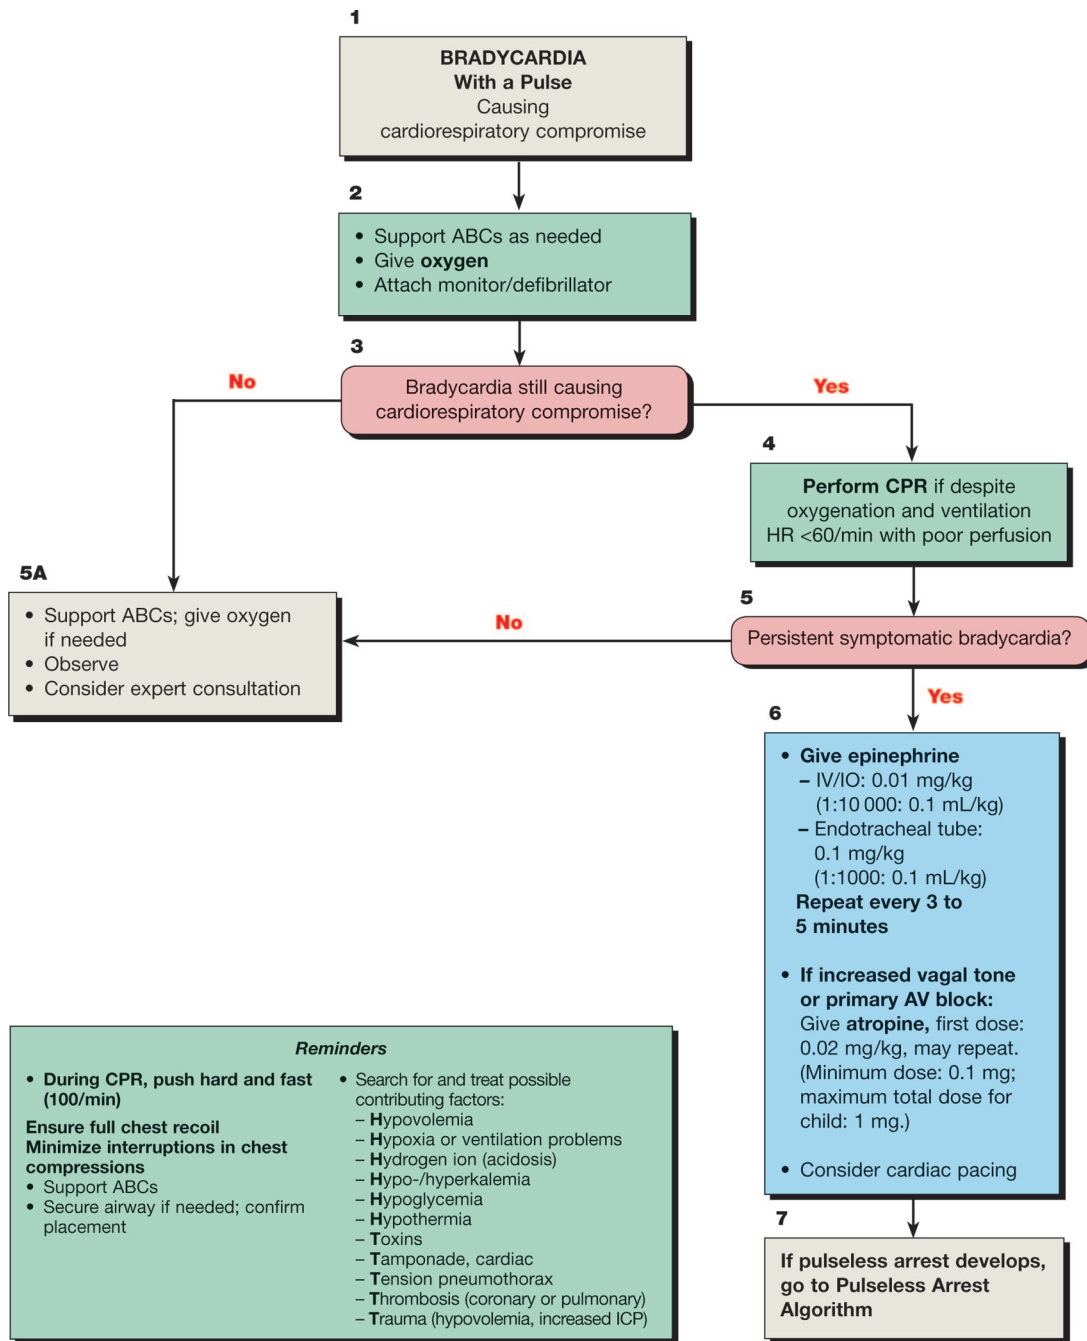 1
BRADYCARDIA
With a Pulse
Causing
cardiorespiratory compromise
2
• Support ABCs as needed
• Give oxygen
• Attach monitor/defibrillator
3
Bradycardia still causing
cardiorespiratory compromise?
No
Yes
4
Perform CPR if despite
oxygenation and ventilation
HR <60/min with poor perfusion
5A
• Support ABCs; give oxygen
if needed
• Observe
• Consider expert consultation
5
Persistent symptomatic bradycardia?
No
Yes
6
• Give epinephrine
– IV/IO: 0.01 mg/kg
(1:10 000: 0.1 mL/kg)
– Endotracheal tube:
0.1 mg/kg
(1:1000: 0.1 mL/kg)
Repeat every 3 to
5 minutes
• If increased vagal tone
or primary AV block:
Give atropine, first dose:
0.02 mg/kg, may repeat.
(Minimum dose: 0.1 mg;
maximum total dose for
child: 1 mg.)
• Consider cardiac pacing
7
If pulseless arrest develops,
go to Pulseless Arrest
Algorithm
Reminders
• During CPR, push hard and fast
(100/min)
Ensure full chest recoil
Minimize interruptions in chest
compressions
• Support ABCs
• Secure airway if needed; confirm
placement
• Search for and treat possible
contributing factors:
– Hypovolemia
– Hypoxia or ventilation problems
– Hydrogen ion (acidosis)
– Hypo-/hyperkalemia
– Hypoglycemia
– Hypothermia
– Toxins
– Tamponade, cardiac
– Tension pneumothorax
– Thrombosis (coronary or pulmonary)
– Trauma (hypovolemia, increased ICP)